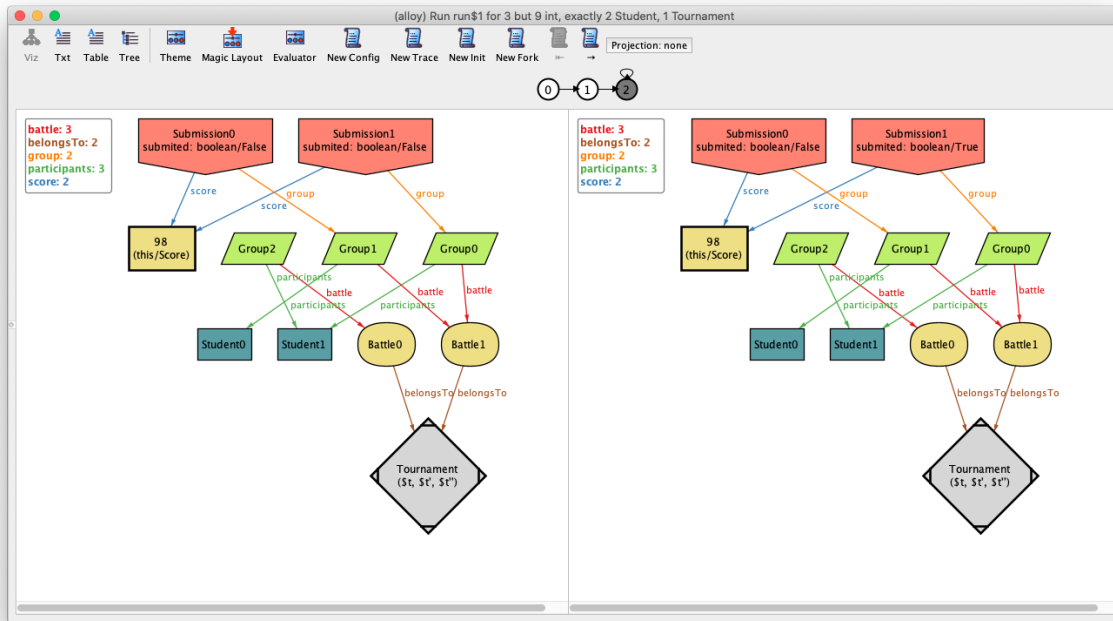 (alloy) Run run$1 for 3 but 9 int, exactly 2 Student, 1 Tournament
Viz Txt Table Tree Theme Magic Layout Evaluator New Config New Trace New Init New Fork ← → Projection: none
0 1 2
battle: 3
belongsTo: 2
group: 2
participants: 3
score: 2
Submission0
submited: boolean/False
Submission1
submited: boolean/False
score
group
score
group
98
(this/Score)
Group2
Group1
Group0
participants
battle
battle
battle
participants
participants
Student0
Student1
Battle0
Battle1
belongsTo
belongsTo
Tournament
($t, $t', $t'')
battle: 3
belongsTo: 2
group: 2
participants: 3
score: 2
Submission0
submited: boolean/False
Submission1
submited: boolean/True
score
group
score
group
98
(this/Score)
Group2
Group1
Group0
participants
battle
battle
battle
participants
participants
Student0
Student1
Battle0
Battle1
belongsTo
belongsTo
Tournament
($t, $t', $t'')